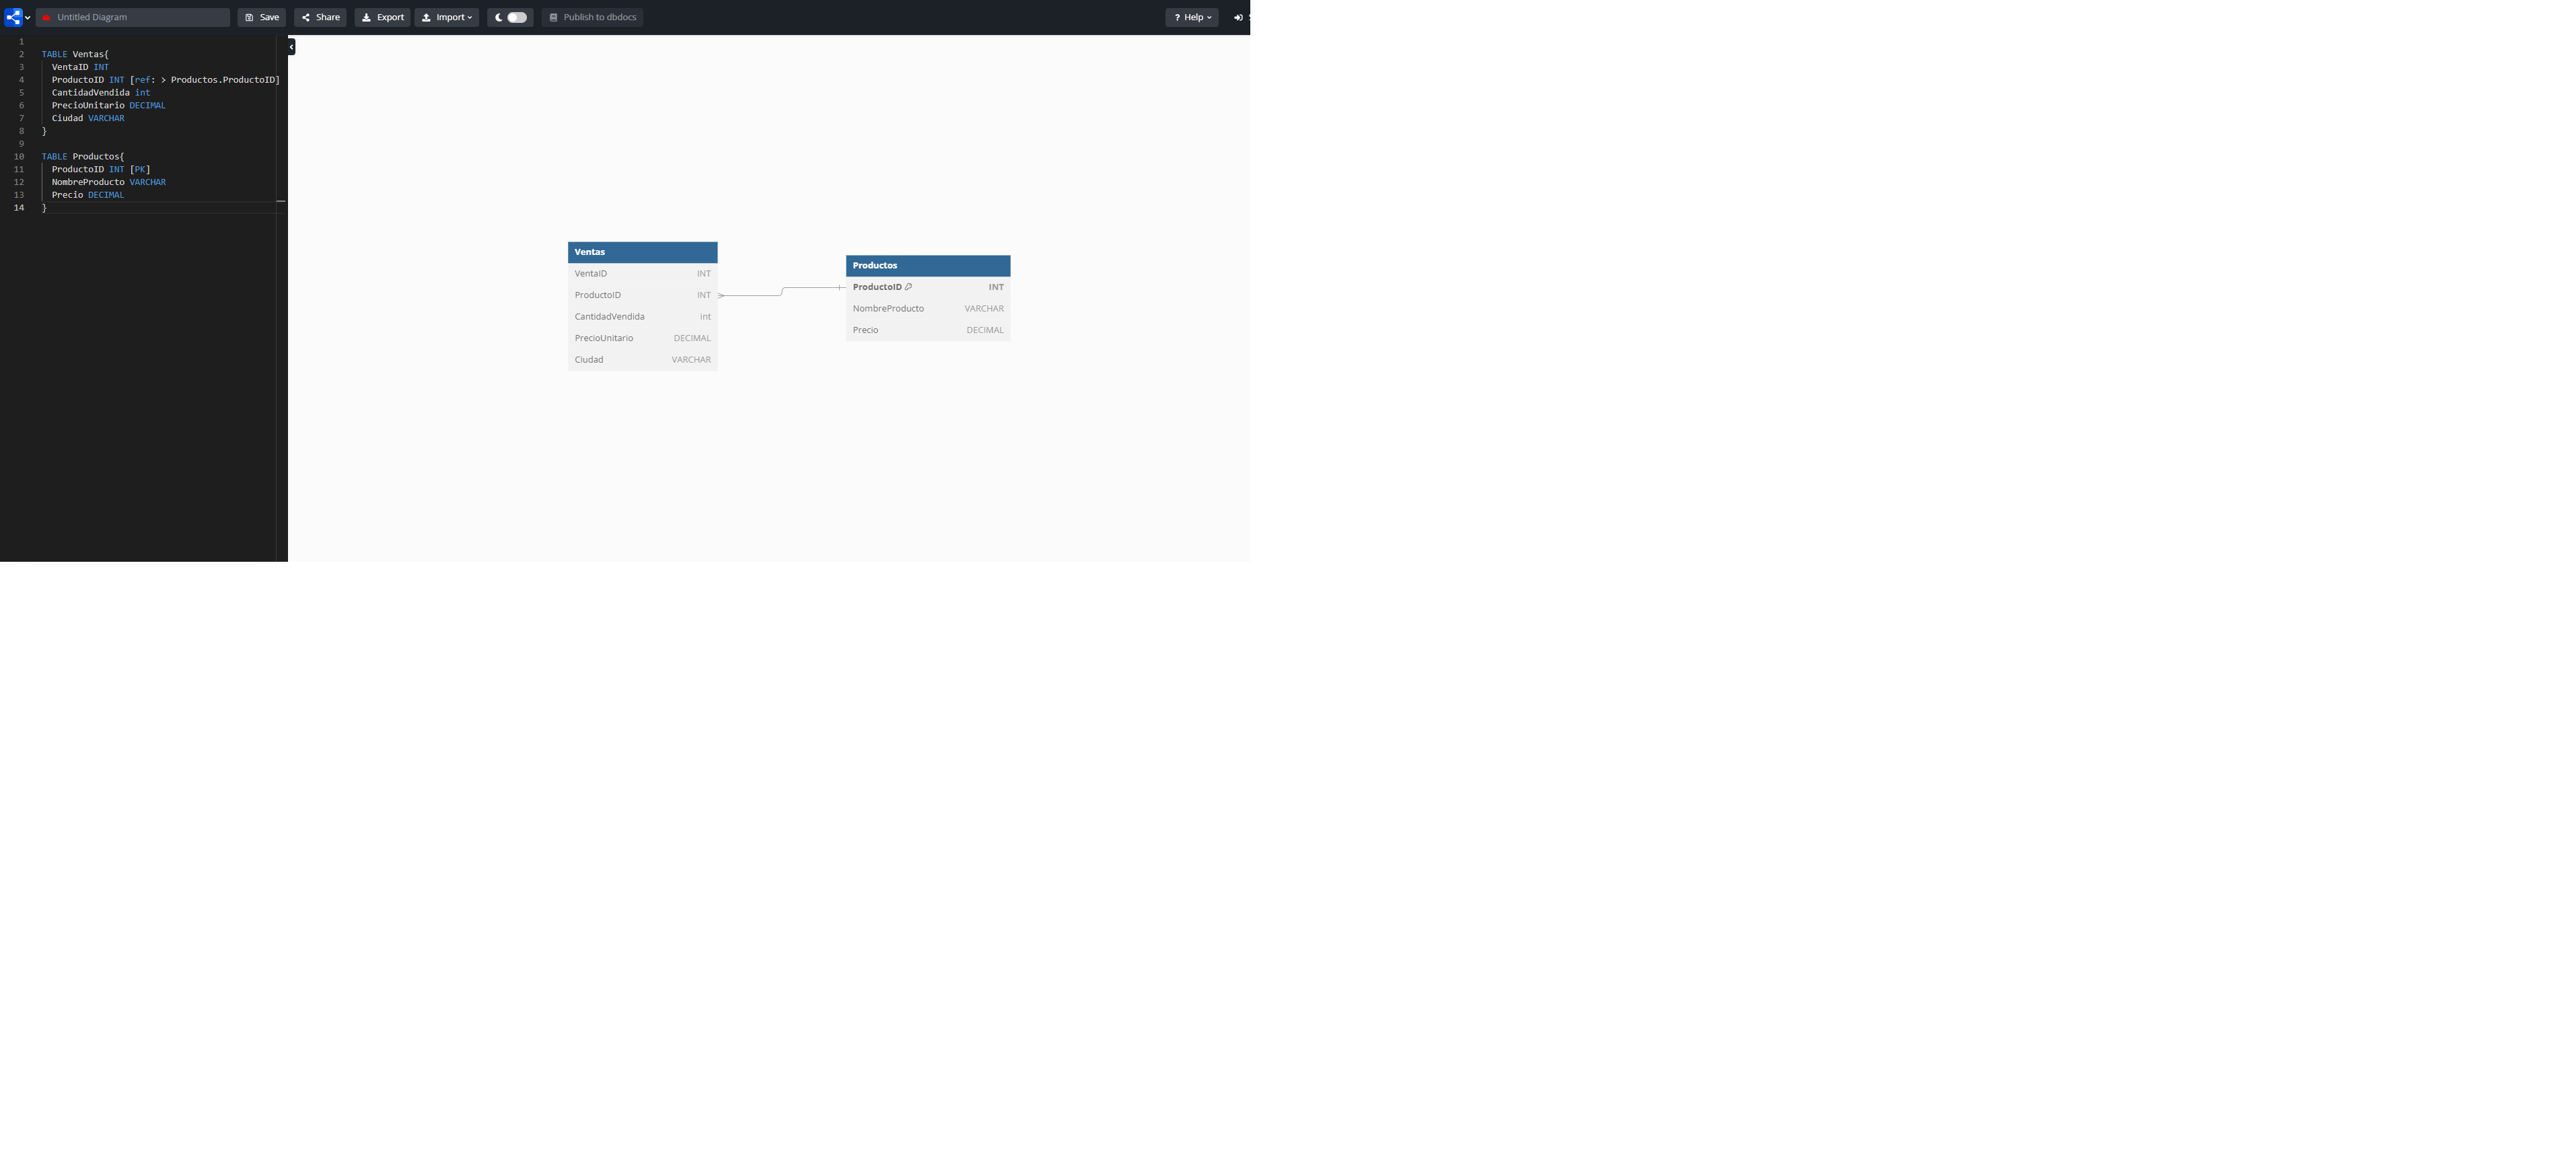 Untitled Diagram Save Share Export Import Publish to dbdocs ? Help
1
2 TABLE Ventas{
3 VentaID INT
4 ProductoID INT [ref: > Productos.ProductoID]
5 CantidadVendida int
6 PrecioUnitario DECIMAL
7 Ciudad VARCHAR
8 }
9
10 TABLE Productos{
11 ProductoID INT [PK]
12 NombreProducto VARCHAR
13 Precio DECIMAL
14 }
Ventas
VentaID INT
ProductoID INT
CantidadVendida int
PrecioUnitario DECIMAL
Ciudad VARCHAR
Productos
ProductoID INT
NombreProducto VARCHAR
Precio DECIMAL